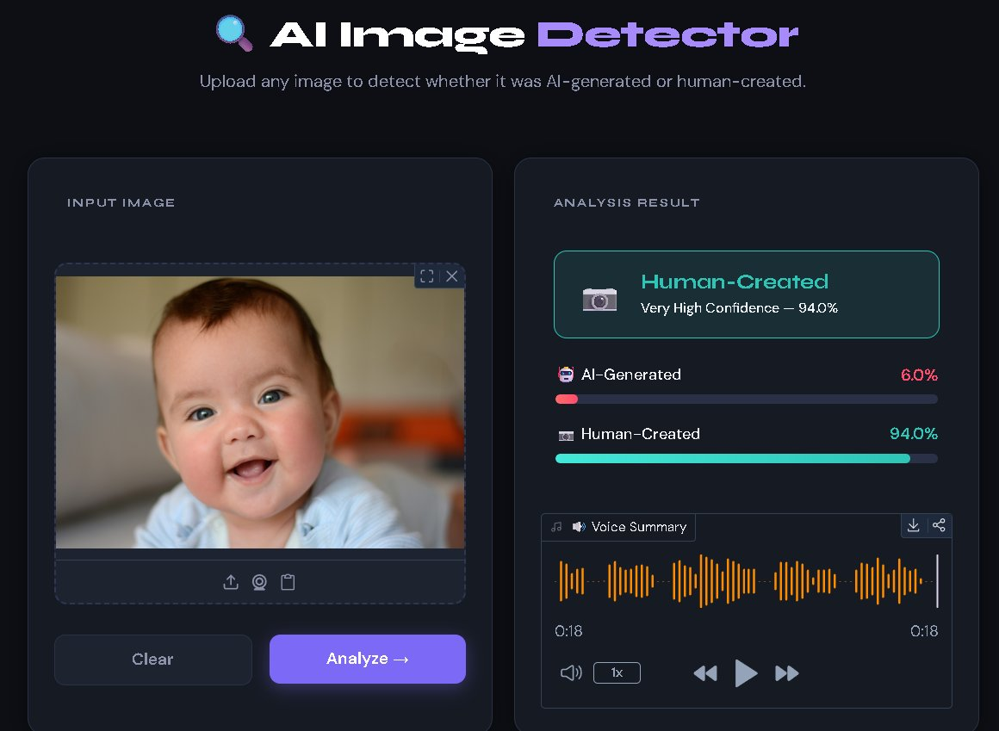 AI Image Detector
Upload any image to detect whether it was AI-generated or human-created.
INPUT IMAGE
Clear
Analyze →
ANALYSIS RESULT
Human-Created
Very High Confidence — 94.0%
AI-Generated 6.0%
Human-Created 94.0%
Voice Summary
0:18 0:18
1x